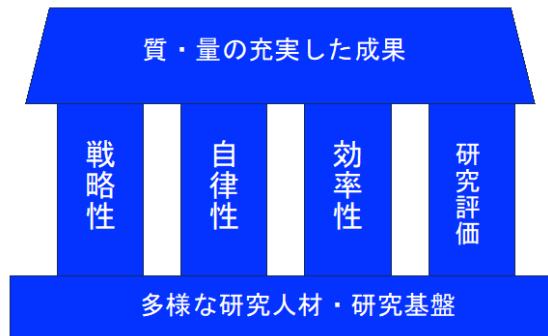 質・量の充実した成果
戦略性
自律性
効率性
研究評価
多様な研究人材・研究基盤